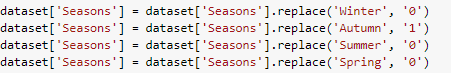 dataset['Seasons'] = dataset['Seasons'].replace('Winter', '0')
dataset['Seasons'] = dataset['Seasons'].replace('Autumn', '1')
dataset['Seasons'] = dataset['Seasons'].replace('Summer', '0')
dataset['Seasons'] = dataset['Seasons'].replace('Spring', '0')